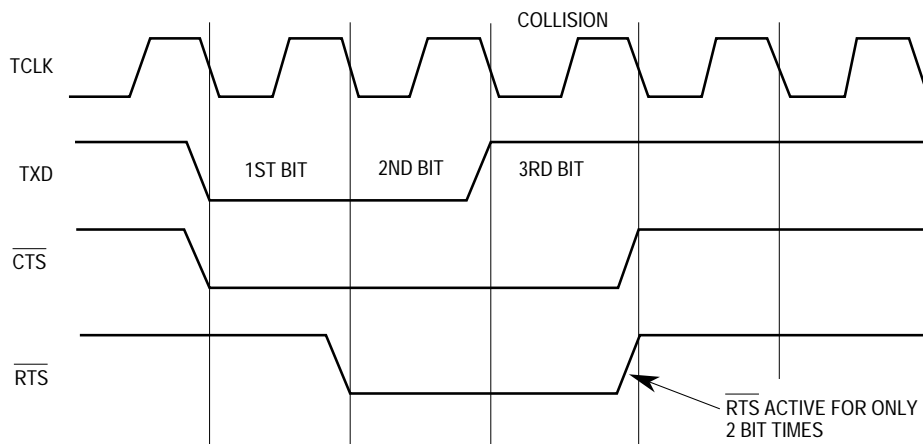 COLLISION
TCLK
TXD
1ST BIT
2ND BIT
3RD BIT
CTS
RTS
RTS ACTIVE FOR ONLY
2 BIT TIMES